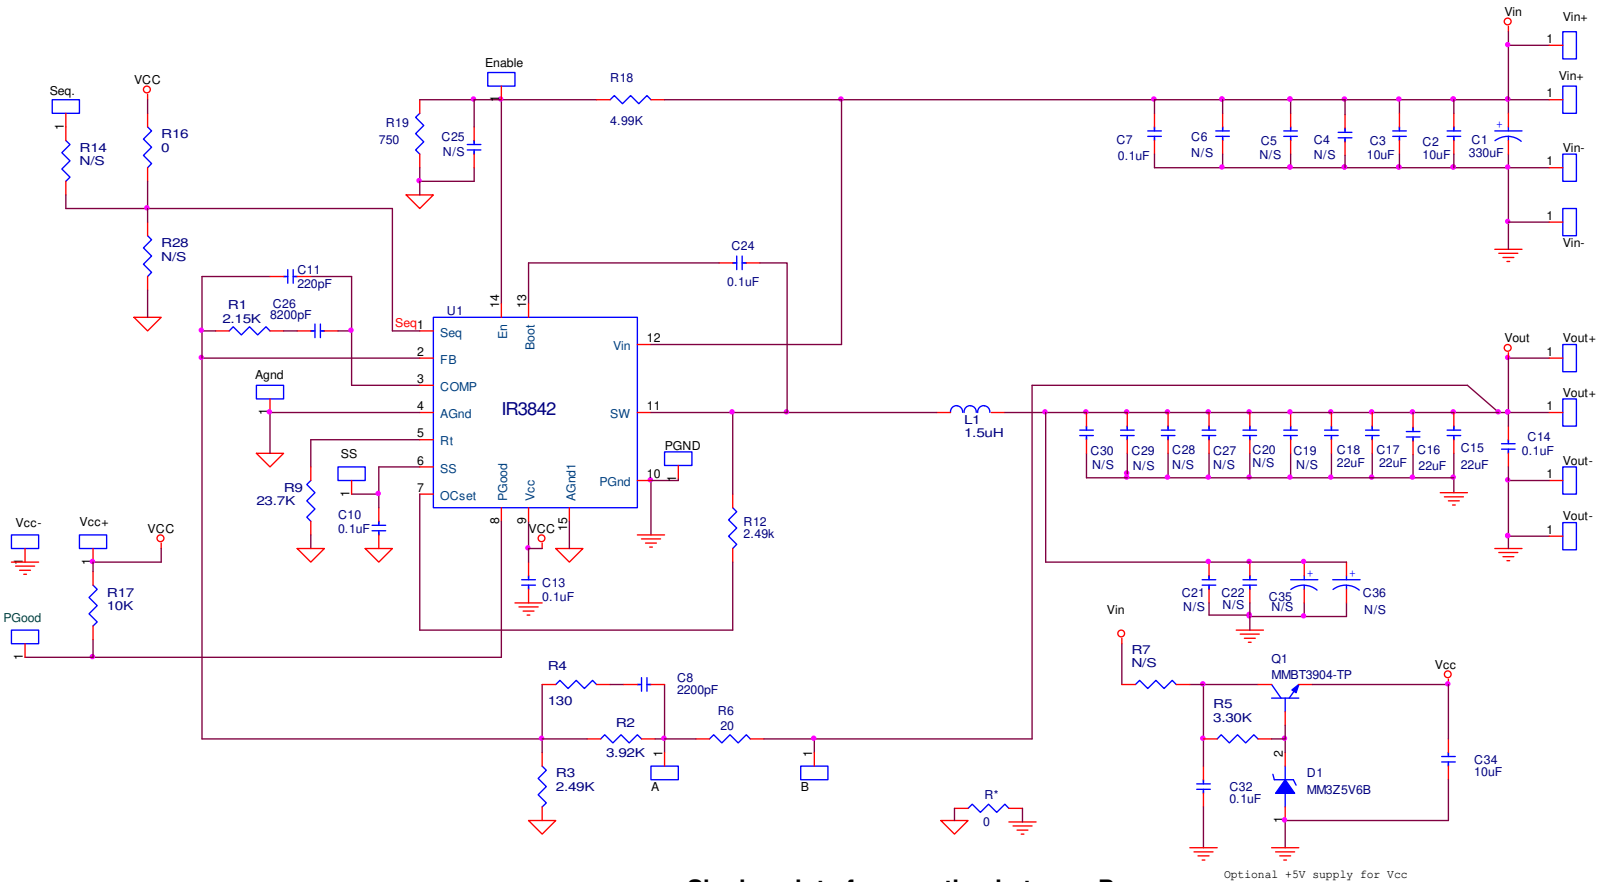 Vin
Vin+
1
Vin+
1
Vin-
1
1
Vin-
Enable
1
R18
4.99K
Seq.
1
VCC
R14
N/S
R16
0
R28
N/S
R19
750
C25
N/S
C7
0.1uF
C6
N/S
C5
N/S
C4
N/S
C3
10uF
C2
10uF
C1
330uF
+
C24
0.1uF
C11
220pF
R1
2.15K
C26
8200pF
U1
IR3842
Seq
1
Seq
2
FB
3
COMP
4
AGnd
5
Rt
6
SS
7
OCset
14
En
13
Boot
12
Vin
11
SW
10
PGnd
8
PGood
9
Vcc
15
AGnd1
Agnd
1
SS
1
R9
23.7K
C10
0.1uF
VCC
C13
0.1uF
PGND
1
R12
2.49k
L1
1.5uH
Vout
Vout+
1
Vout+
1
Vout-
1
Vout-
1
C30
N/S
C29
N/S
C28
N/S
C27
N/S
C20
N/S
C19
N/S
C18
22uF
C17
22uF
C16
22uF
C15
22uF
C14
0.1uF
C21
N/S
C22
N/S
+
C35
N/S
+
C36
N/S
Vcc-
1
Vcc+
1
VCC
R17
10K
PGood
1
R4
130
C8
2200pF
R2
3.92K
R6
20
R3
2.49K
1
A
1
B
R*
0
Vin
R7
N/S
Q1
MMBT3904-TP
Vcc
R5
3.30K
2
D1
MM3Z5V6B
1
C32
0.1uF
C34
10uF
Optional +5V supply for Vcc